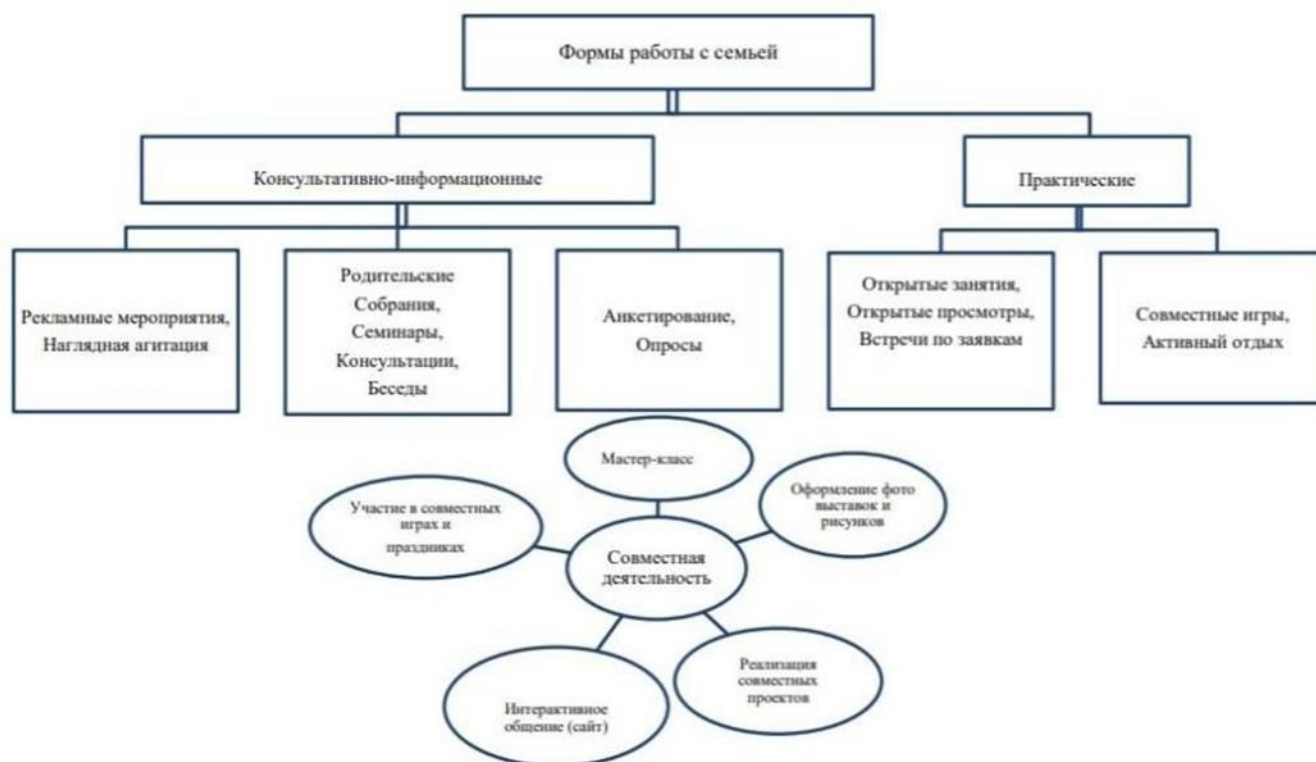 Формы работы с семьей
Консультативно-информационные
Практические
Рекламные мероприятия,
Наглядная агитация
Родительские
Собрания,
Семинары,
Консультации,
Беседы
Анкетирование,
Опросы
Открытые занятия,
Открытые просмотры,
Встречи по заявкам
Совместные игры,
Активный отдых
Мастер-класс
Участие в совместных
играх и
праздниках
Оформление фото
выставок и
рисунков
Совместная
деятельность
Интерактивное
общение (сайт)
Реализация
совместных
проектов